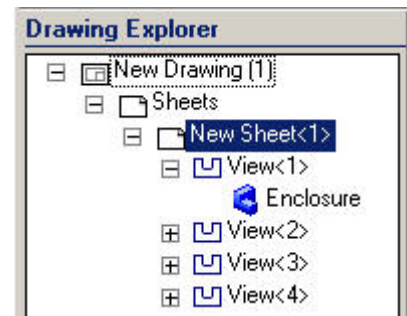 Drawing Explorer
New Drawing (1)
Sheets
New Sheet<1>
View<1>
Enclosure
View<2>
View<3>
View<4>